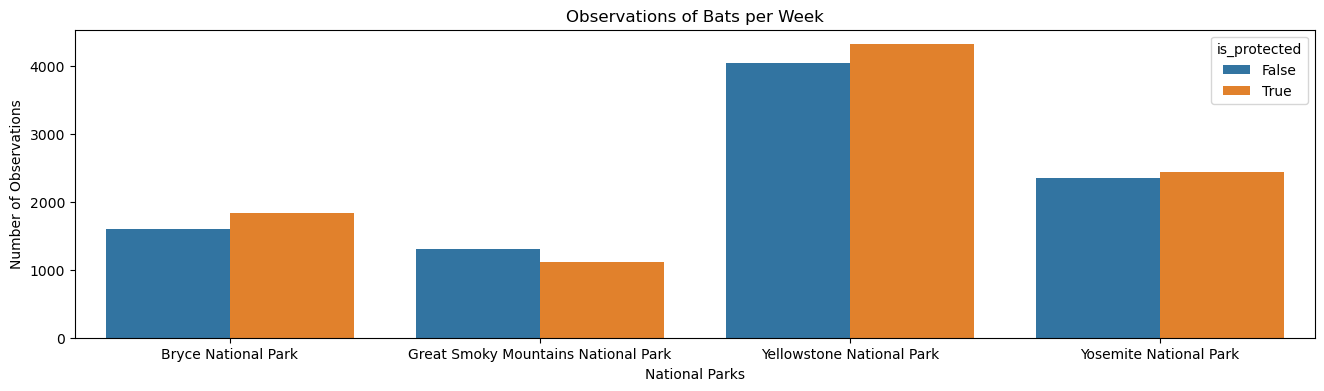 Observations of Bats per Week
is_protected
False
True
Number of Observations
4000
3000
2000
1000
0
Bryce National Park
Great Smoky Mountains National Park
Yellowstone National Park
Yosemite National Park
National Parks